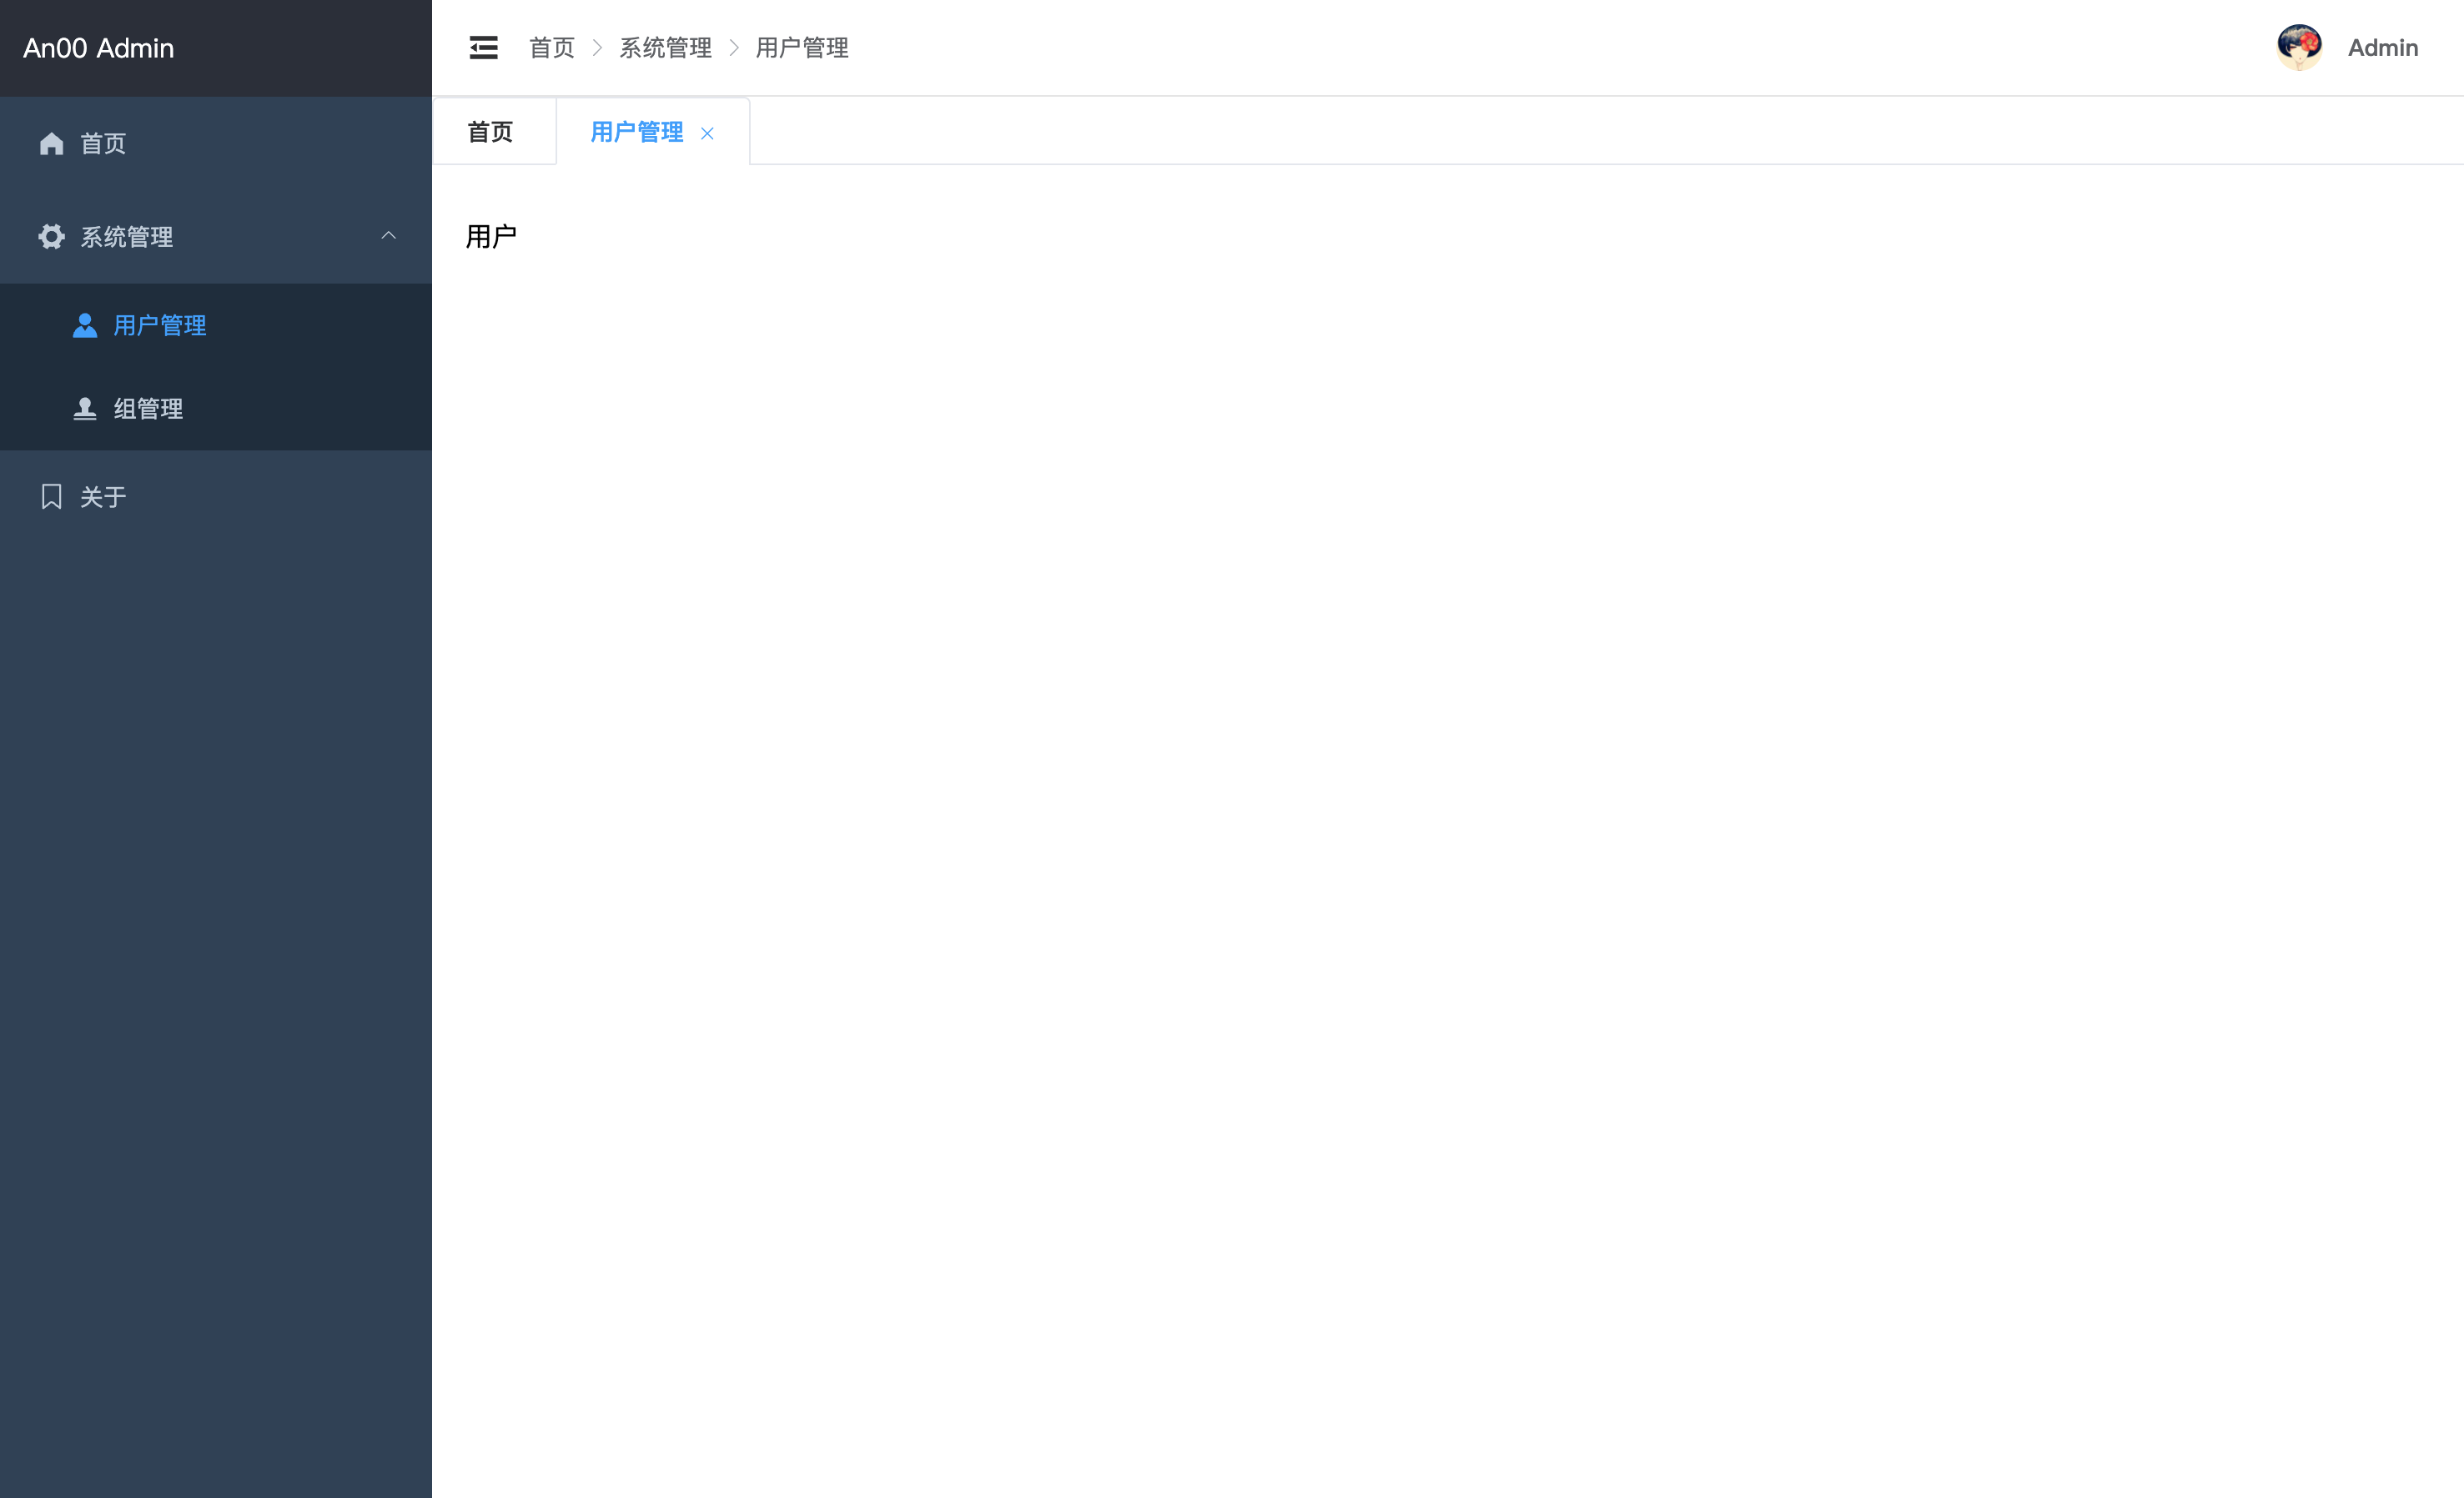 An00 Admin
首页
系统管理
用户管理
组管理
关于
首页 系统管理 用户管理
Admin
首页 用户管理
用户